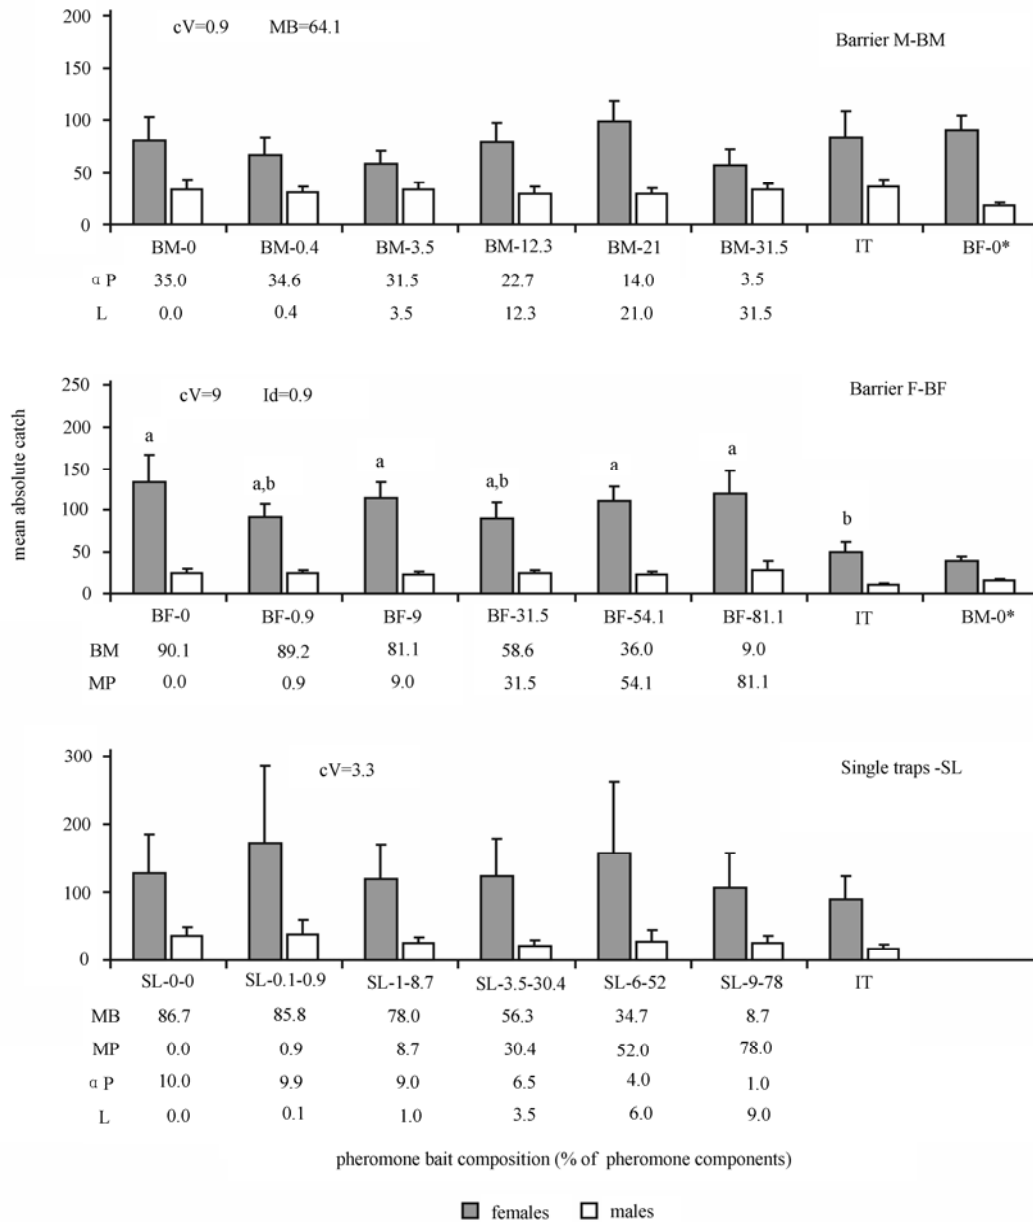 200
cV=0.9 MB=64.1
Barrier M-BM
150
100
50
0
BM-0 BM-0.4 BM-3.5 BM-12.3 BM-21 BM-31.5 IT BF-0*
α P 35.0 34.6 31.5 22.7 14.0 3.5
L 0.0 0.4 3.5 12.3 21.0 31.5
mean absolute catch
250
cV=9 Id=0.9
Barrier F-BF
200
a a,b a a,b a a b
150
100
50
0
BF-0 BF-0.9 BF-9 BF-31.5 BF-54.1 BF-81.1 IT BM-0*
BM 90.1 89.2 81.1 58.6 36.0 9.0
MP 0.0 0.9 9.0 31.5 54.1 81.1
300
cV=3.3
Single traps -SL
200
100
0
SL-0-0 SL-0.1-0.9 SL-1-8.7 SL-3.5-30.4 SL-6-52 SL-9-78 IT
MB 86.7 85.8 78.0 56.3 34.7 8.7
MP 0.0 0.9 8.7 30.4 52.0 78.0
α P 10.0 9.9 9.0 6.5 4.0 1.0
L 0.0 0.1 1.0 3.5 6.0 9.0
pheromone bait composition (% of pheromone components)
females males